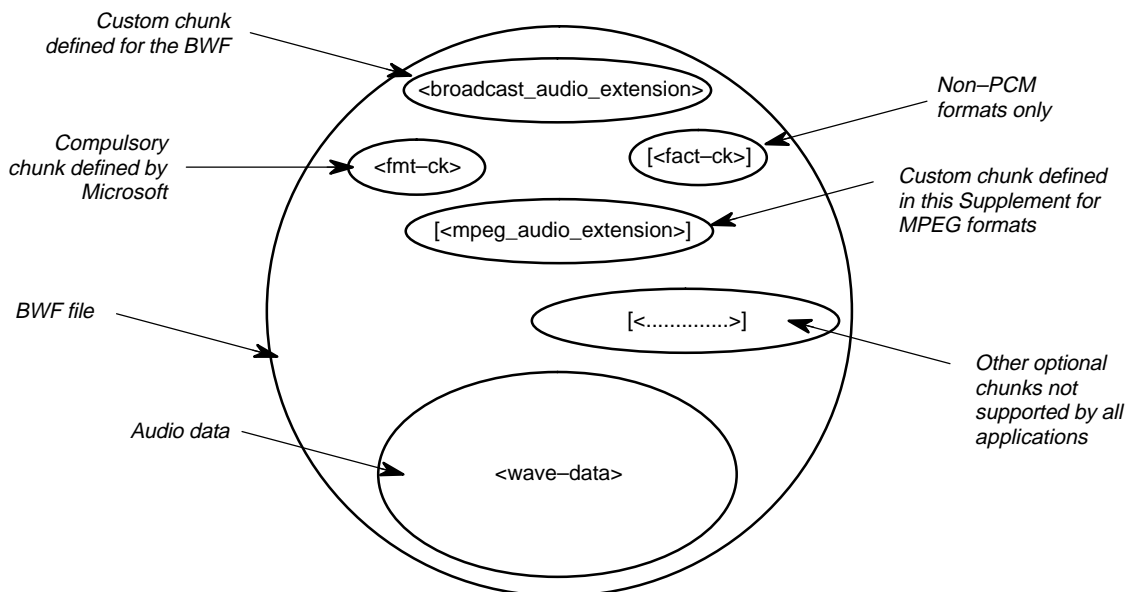 Custom chunk
defined for the BWF
<broadcast_audio_extension>
Non–PCM
formats only
Compulsory
chunk defined by
Microsoft
<fmt–ck>
[<fact–ck>]
Custom chunk defined
in this Supplement for
MPEG formats
[<mpeg_audio_extension>]
BWF file
[<..............>]
Other optional
chunks not
supported by all
applications
Audio data
<wave–data>